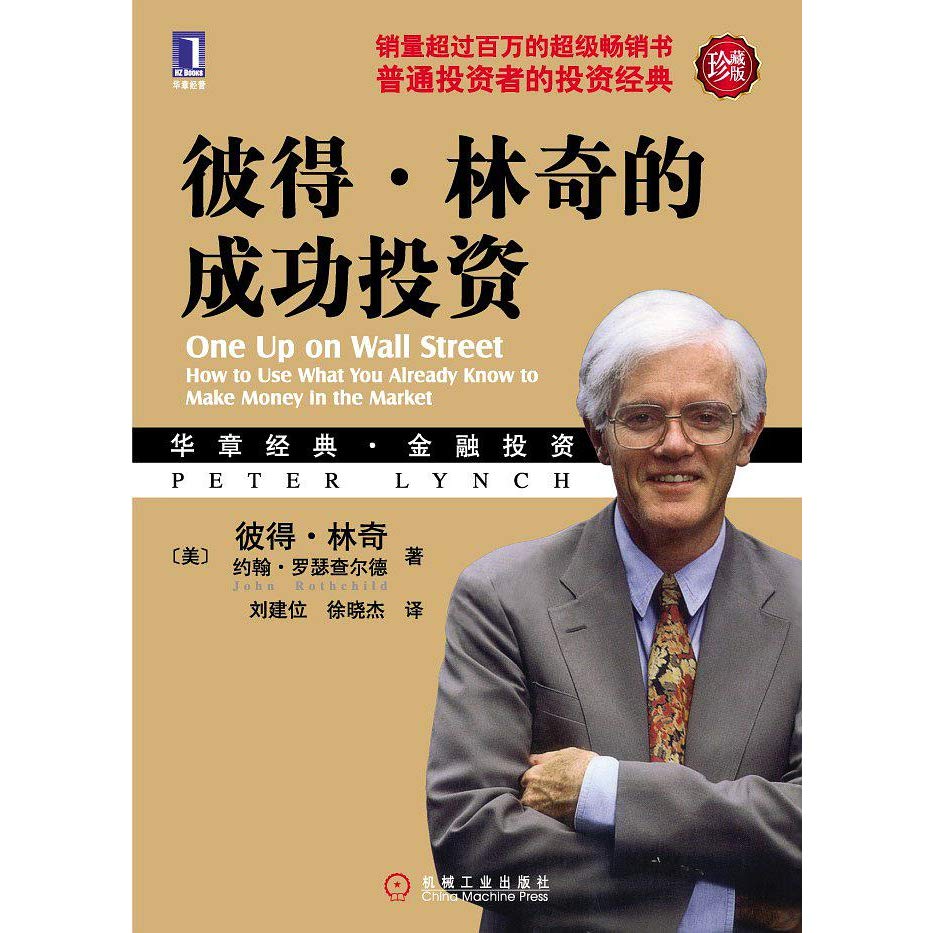 HZ BOOKS
华章经管
销量超过百万的超级畅销书
普通投资者的投资经典
珍藏版
彼得·林奇的
成功投资
One Up on Wall Street
How to Use What You Already Know to
Make Money in the Market
华章经典·金融投资
PETER LYNCH
〔美〕 彼得·林奇
约翰·罗瑟查尔德 著
John Rothchild
刘建位 徐晓杰 译
机械工业出版社
China Machine Press